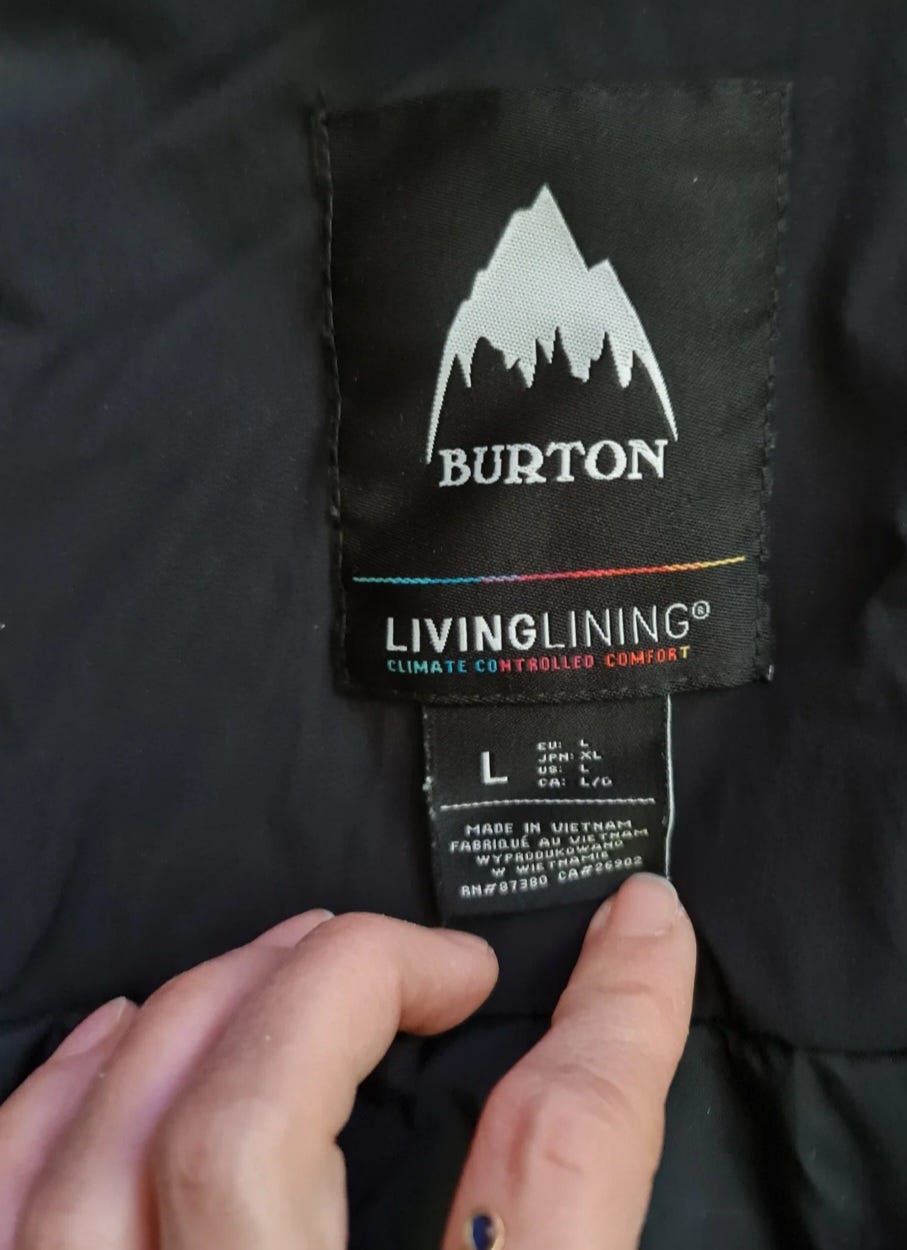 BURTON
LIVINGLINING®
CLIMATE CONTROLLED COMFORT
L
EU: L
JPN: XL
US: L
CA: L/G
MADE IN VIETNAM
FABRIQUÉ AU VIETNAM
WYPRODUKOWANO
W WIETNAMIE
RN#87380 CA#26902